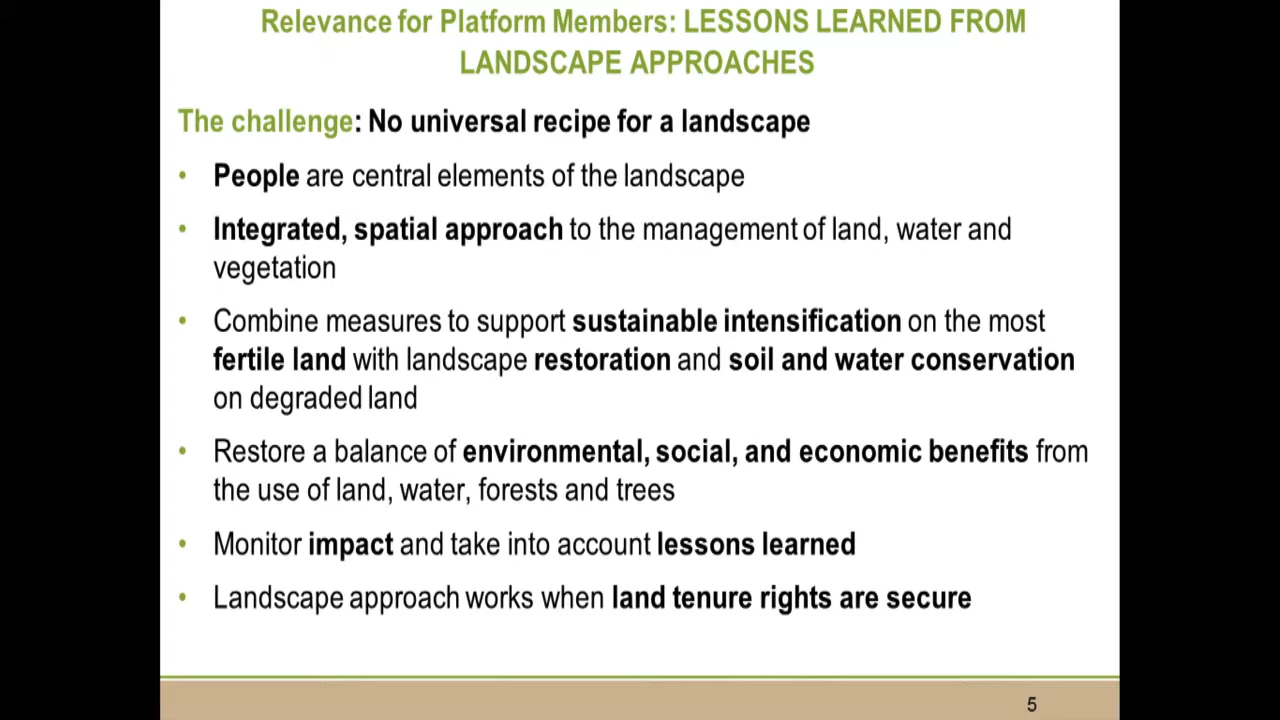 Relevance for Platform Members: LESSONS LEARNED FROM
LANDSCAPE APPROACHES
The challenge: No universal recipe for a landscape
• People are central elements of the landscape
• Integrated, spatial approach to the management of land, water and
vegetation
• Combine measures to support sustainable intensification on the most
fertile land with landscape restoration and soil and water conservation
on degraded land
• Restore a balance of environmental, social, and economic benefits from
the use of land, water, forests and trees
• Monitor impact and take into account lessons learned
• Landscape approach works when land tenure rights are secure
5